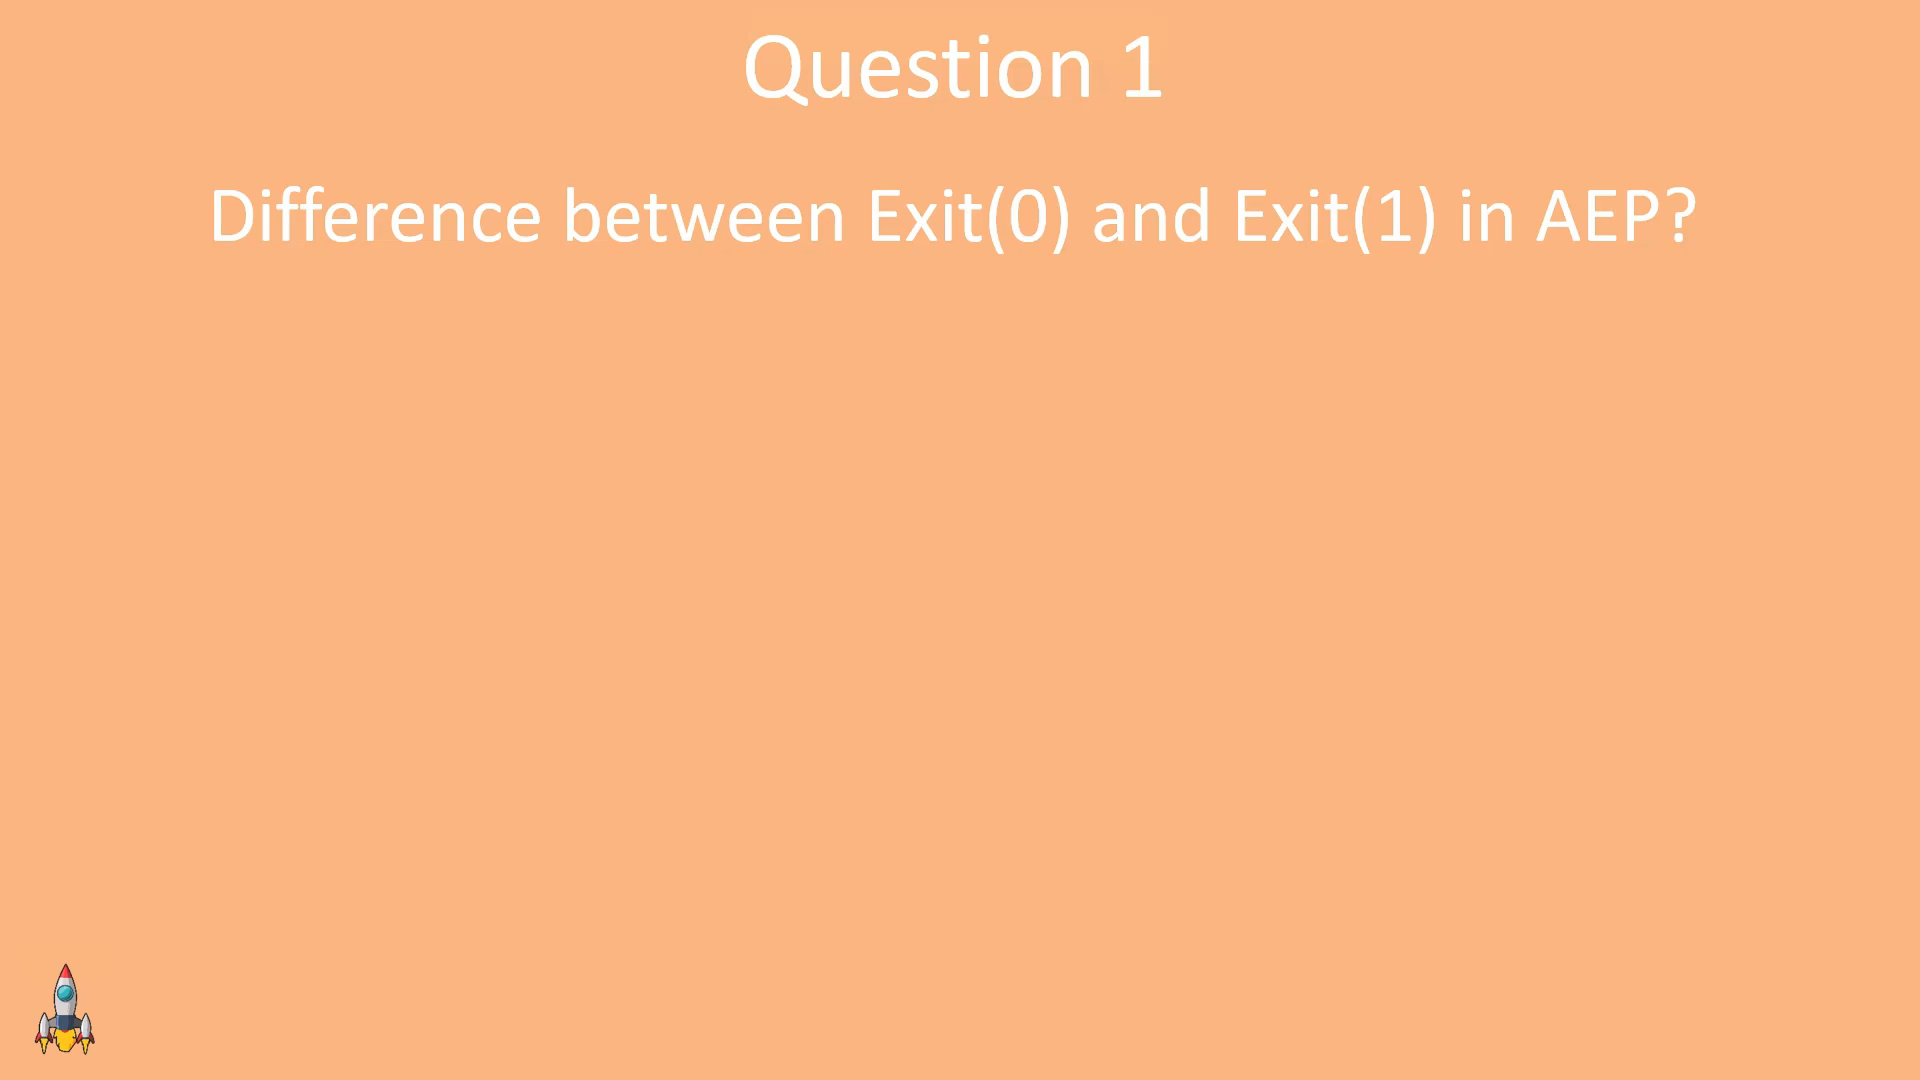 Question 1
Difference between Exit(0) and Exit(1) in AEP?